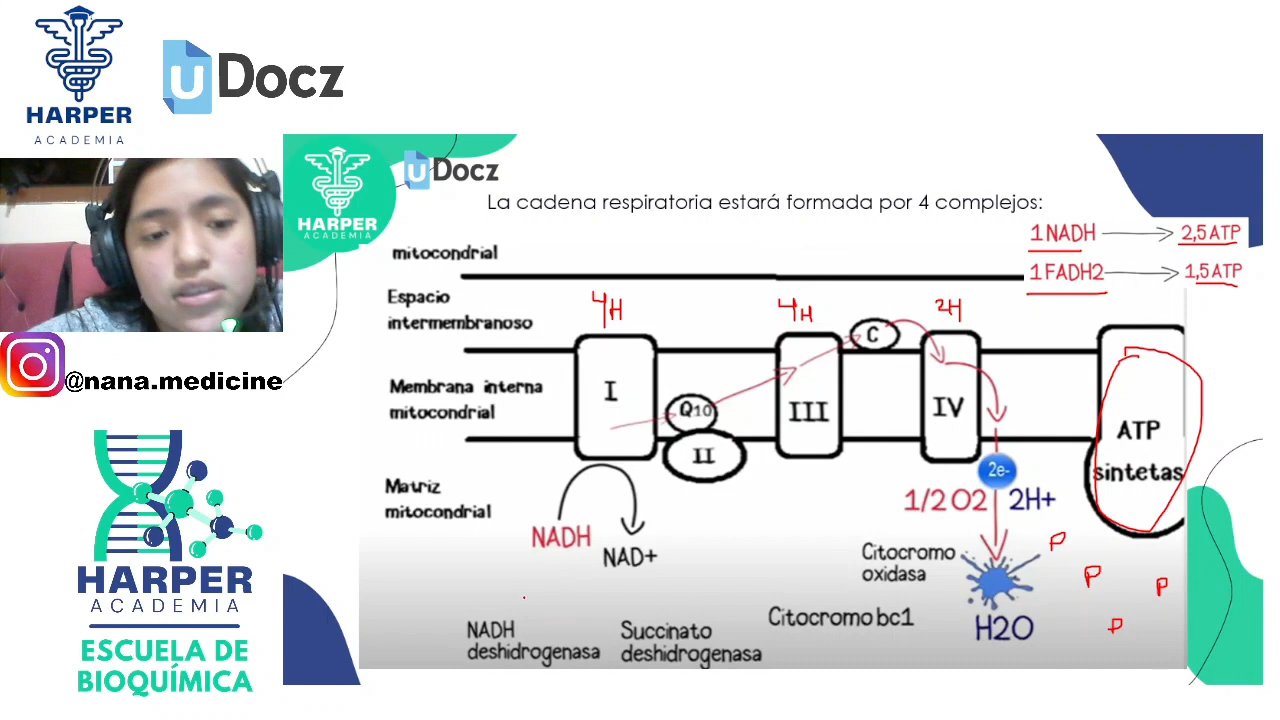 HARPER
ACADEMIA
uDocz
HARPER
ACADEMIA
uDocz
La cadena respiratoria estará formada por 4 complejos:
1 NADH → 2,5 ATP
1 FADH2 → 1,5 ATP
mitocondrial
Espacio
intermembranoso
4H
4H
2H
C
Membrana interna
mitocondrial
I
Q10
II
III
IV
ATP
sintetas
Matriz
mitocondrial
NADH
NAD+
2e-
1/2 O2
2H+
P
P
P
P
Citocromo
oxidasa
H2O
Citocromo bc1
NADH
deshidrogenasa
Succinato
deshidrogenasa
@nana.medicine
HARPER
ACADEMIA
ESCUELA DE
BIOQUÍMICA